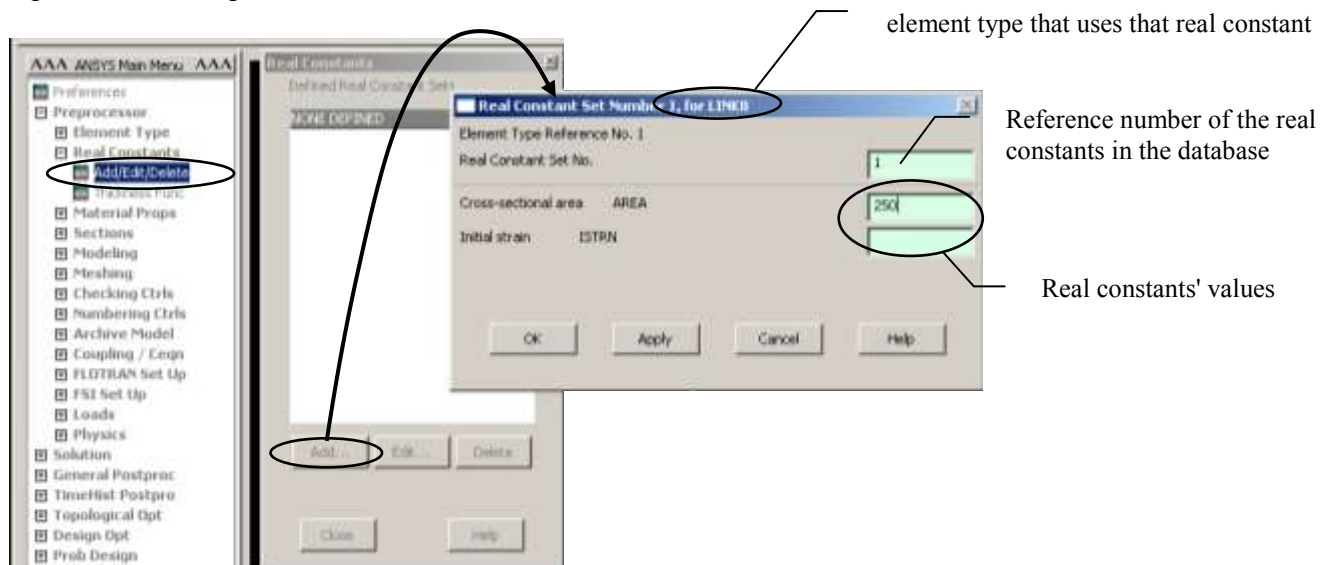 element type that uses that real constant
AAA ANSYS Main Menu AAA
Preferences
Preprocessor
Element Type
Real Constants
Add/Edit/Delete
Thickness Func
Material Props
Sections
Modeling
Meshing
Checking Ctrls
Numbering Ctrls
Archive Model
Coupling / Ceqn
FLOTRAN Set Up
FSI Set Up
Loads
Physics
Solution
General Postproc
TimeHist Postpro
Topological Opt
Design Opt
Prob Design
Real Constants
Defined Real Constant Sets
NONE DEFINED
Add...
Edit...
Delete
Close
Help
Real Constant Set Number 1, for
Element Type Reference No. 1
Real Constant Set No.
1
Cross-sectional area AREA
250
Initial strain ISTRN
OK
Apply
Cancel
Help
Reference number of the real
constants in the database
Real constants' values